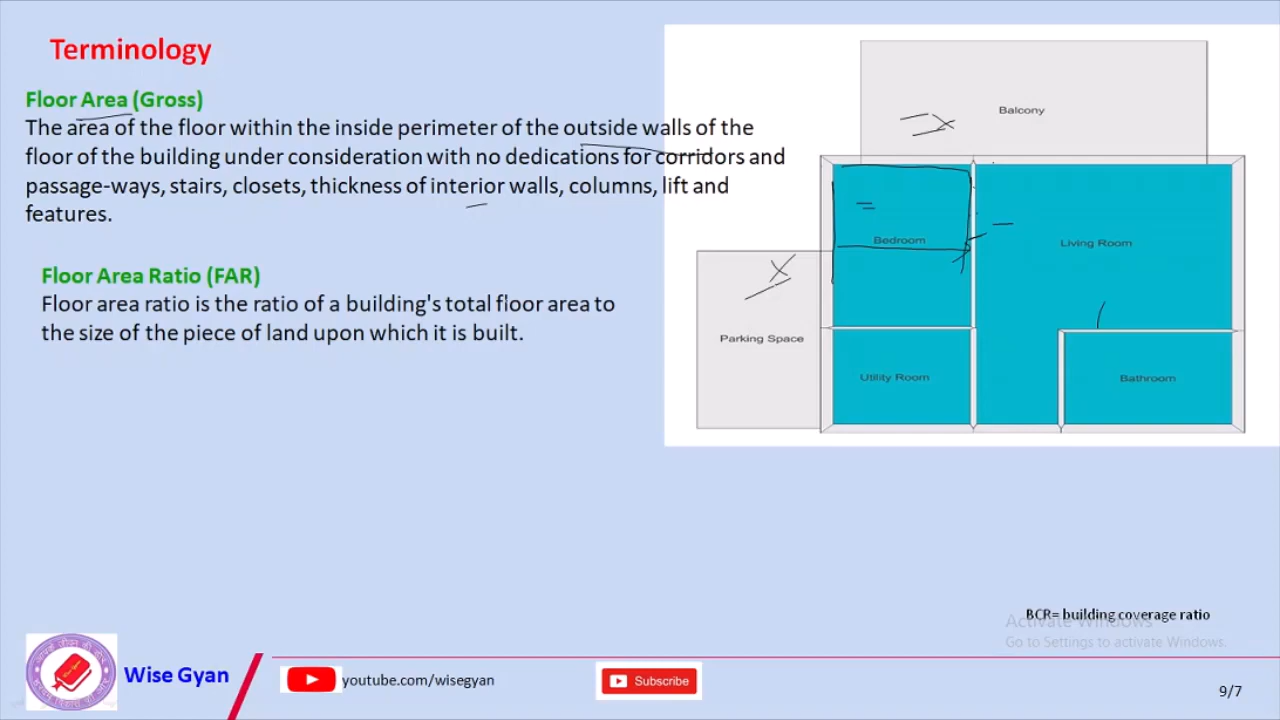 Terminology
Floor Area (Gross)
The area of the floor within the inside perimeter of the outside walls of the
floor of the building under consideration with no dedications for corridors and
passage-ways, stairs, closets, thickness of interior walls, columns, lift and
features.
Floor Area Ratio (FAR)
Floor area ratio is the ratio of a building's total floor area to
the size of the piece of land upon which it is built.
Balcony
Bedroom
Living Room
Parking Space
Utility Room
Bathroom
BCR= building coverage ratio
Activate Windows
Go to Settings to activate Windows.
Wise Gyan
youtube.com/wisegyan
Subscribe
9/7